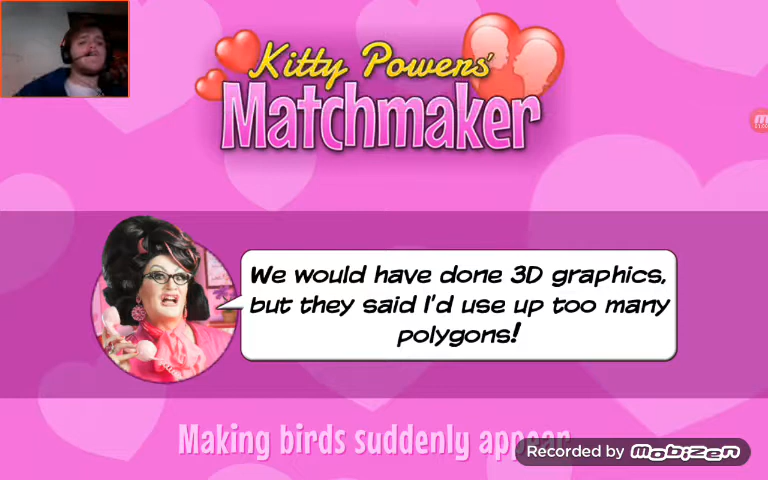 Kitty Powers'
Matchmaker
We would have done 3D graphics,
but they said I'd use up too many
polygons!
Making birds suddenly appear
Recorded by mobizen